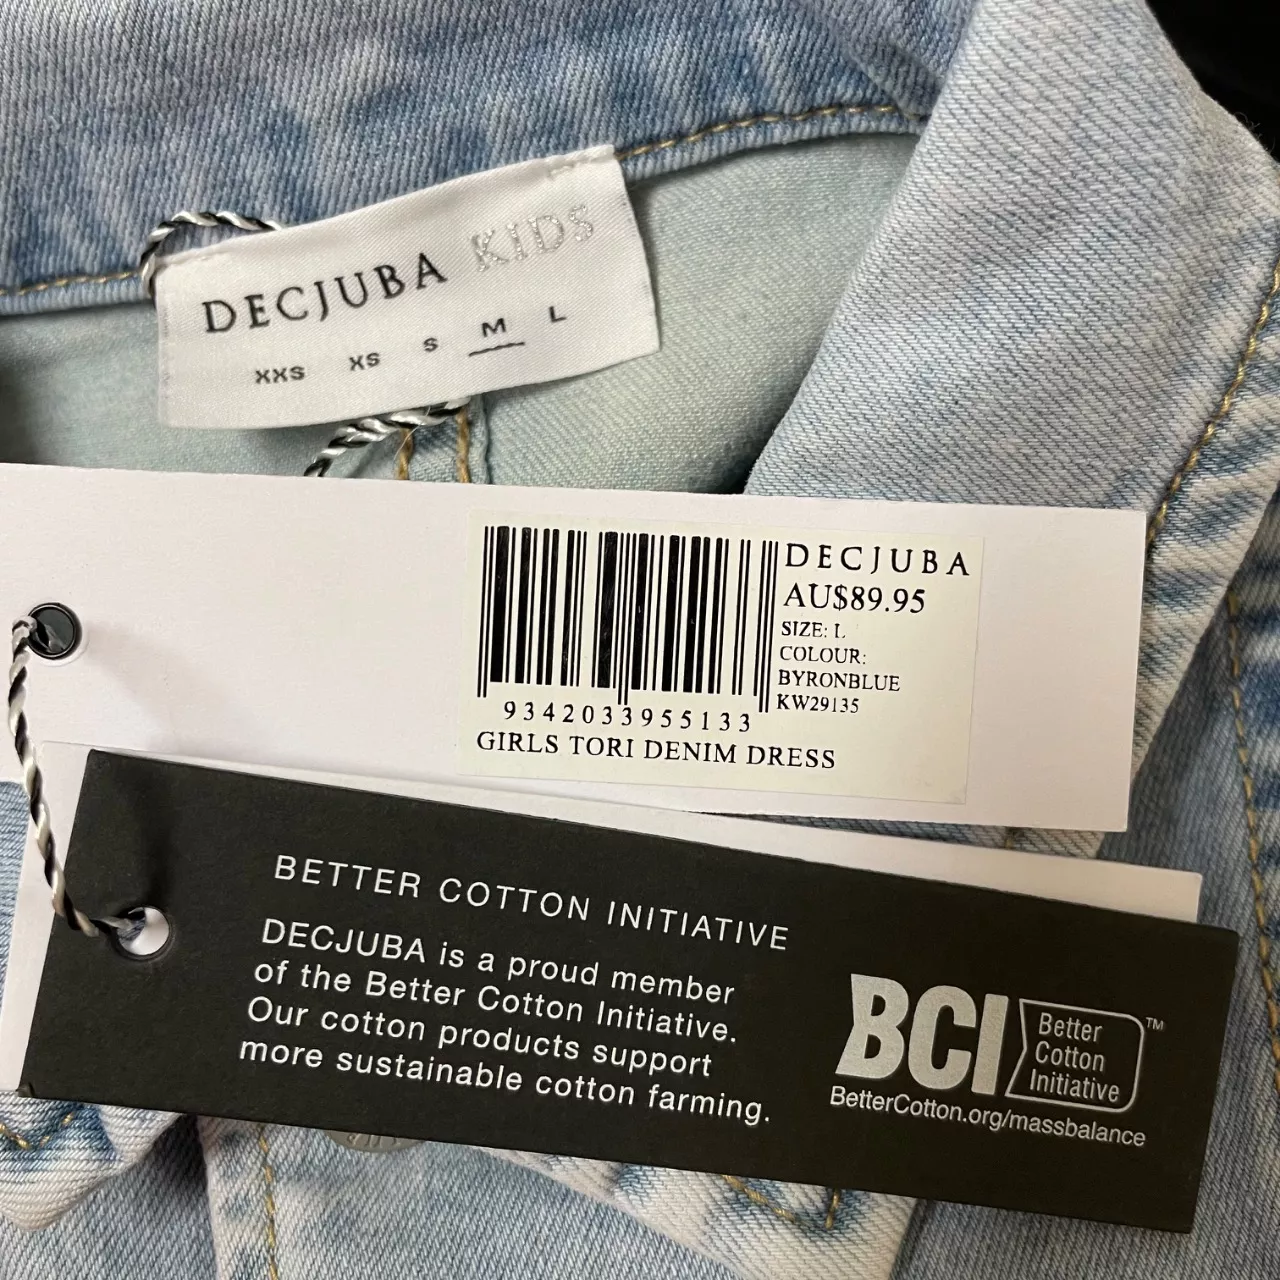 DECJUBA KIDS
XXS XS S M L
DECJUBA
AU$89.95
SIZE: L
COLOUR:
BYRONBLUE
KW29135
9342033955133
GIRLS TORI DENIM DRESS
BETTER COTTON INITIATIVE
DECJUBA is a proud member
of the Better Cotton Initiative.
Our cotton products support
more sustainable cotton farming.
BCI Better
Cotton
Initiative ™
BetterCotton.org/massbalance